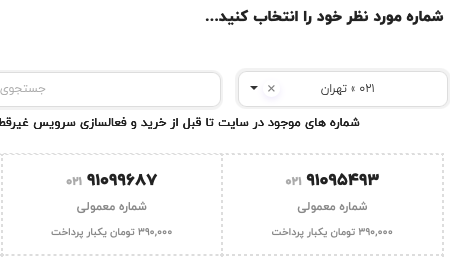 شماره مورد نظر خود را انتخاب کنید...
۰۲۱ » تهران ×
جستجوی
شماره های موجود در سایت تا قبل از خرید و فعالسازی سرویس
۰۲۱ ۹۱۰۹۵۴۹۳
شماره معمولی
۳۹۰,۰۰۰ تومان یکبار پرداخت
۰۲۱ ۹۱۰۹۹۶۸۷
شماره معمولی
۳۹۰,۰۰۰ تومان یکبار پرداخت